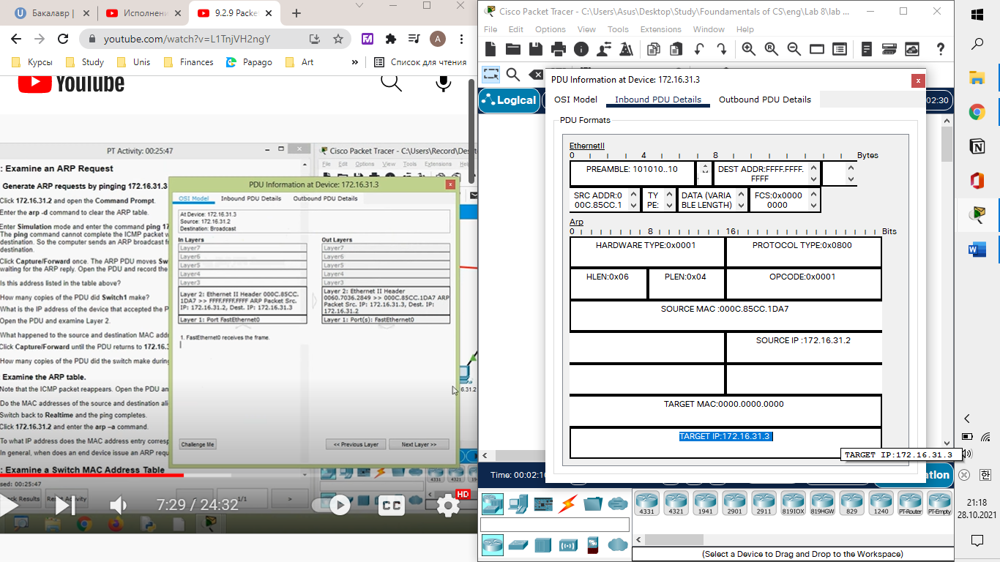 Бакалавр |
Исполнени
9.2.9 Packe
youtube.com/watch?v=L1TnjVH2ngY
A
Курсы
Study
Unis
Finances
Papago
Art
»
Список для чтения
YouTube
PT Activity: 00:25:47
: Examine an ARP Request
Generate ARP requests by pinging 172.16.31.3
Click 172.16.31.2 and open the Command Prompt.
Enter the arp -d command to clear the ARP table.
Enter Simulation mode and enter the command ping 17
The ping command cannot complete the ICMP packet w
destination. So the computer sends an ARP broadcast f
destination.
Click Capture/Forward once. The ARP PDU moves Sw
waiting for the ARP reply. Open the PDU and record the
Is this address listed in the table above?
How many copies of the PDU did Switch1 make?
What is the IP address of the device that accepted the P
Open the PDU and examine Layer 2.
What happened to the source and destination MAC addr
Click Capture/Forward until the PDU returns to 172.16.3
How many copies of the PDU did the switch make during
Examine the ARP table.
Note that the ICMP packet reappears. Open the PDU an
Do the MAC addresses of the source and destination ali
Switch back to Realtime and the ping completes.
Click 172.16.31.2 and enter the arp –a command.
To what IP address does the MAC address entry corresp
In general, when does an end device issue an ARP requ
: Examine a Switch MAC Address Table
sed: 00:25:47
ck Results
1/1
>
Cisco Packet Tracer - C:\Users\Record\Desk
File Edit Options View Tools Extensions
PDU Information at Device: 172.16.31.3
x
OSI Model
Inbound PDU Details
Outbound PDU Details
At Device: 172.16.31.3
Source: 172.16.31.2
Destination: Broadcast
In Layers
Layer7
Layer6
Layer5
Layer4
Layer3
Layer 2: Ethernet II Header 000C.85CC.
1DA7 >> FFFF.FFFF.FFFF ARP Packet Src.
IP: 172.16.31.2, Dest. IP: 172.16.31.3
Layer 1: Port FastEthernet0
Out Layers
Layer7
Layer6
Layer5
Layer4
Layer3
Layer 2: Ethernet II Header
0060.7036.2849 >> 000C.85CC.1DA7 ARP
Packet Src. IP: 172.16.31.3, Dest. IP:
172.16.31.2
Layer 1: Port(s): FastEthernet0
1. FastEthernet0 receives the frame.
Challenge Me
<< Previous Layer
Next Layer >>
6.31.2
4331
4321
7:29 / 24:32
CC
HD
Cisco Packet Tracer - C:\Users\Asus\Desktop\Study\Foundamentals of CS\eng\Lab 8\lab ...
File Edit Options View Tools Extensions Window Help
Logical
02:30
PDU Information at Device: 172.16.31.3
x
OSI Model
Inbound PDU Details
Outbound PDU Details
PDU Formats
EthernetII
0 4 8 Bytes
PREAMBLE: 101010..10
DEST ADDR:FFFF.FFFF.
FFFF
SRC ADDR:0
00C.85CC.1
TY
PE:
DATA (VARIA
BLE LENGTH)
FCS:0x0000
0000
Arp
0 8 16 Bits
HARDWARE TYPE:0x0001
PROTOCOL TYPE:0x0800
HLEN:0x06
PLEN:0x04
OPCODE:0x0001
SOURCE MAC :000C.85CC.1DA7
SOURCE IP :172.16.31.2
TARGET MAC:0000.0000.0000
TARGET IP:172.16.31.3
TARGET IP:172.16.31.3
4331
4321
1941
2901
2911
819IOX
819HGW
829
1240
PT-Router
PT-Empty
(Select a Device to Drag and Drop to the Workspace)
한
21:18
28.10.2021